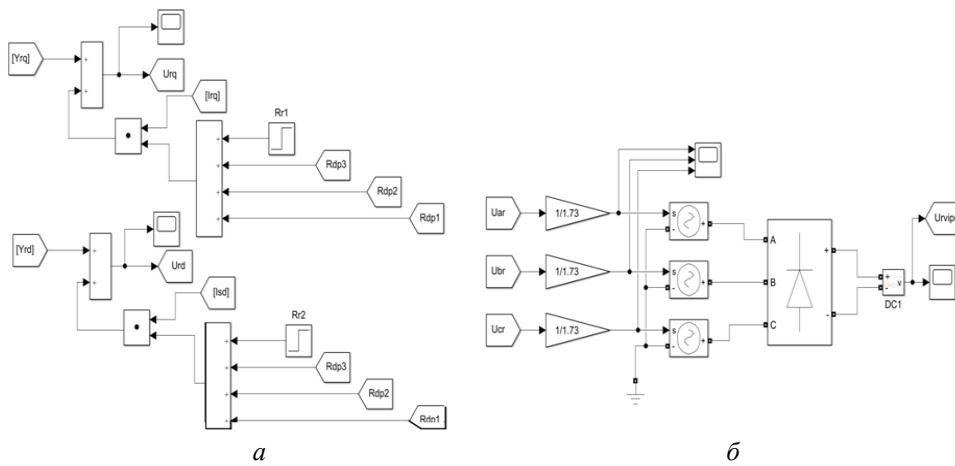 [Yrq]
+
+
Urq
[Irq]
Rr1
+
+
+
+
Rdp3
Rdp2
Rdp1
[Yrd]
+
+
Urd
[Isd]
Rr2
+
+
+
+
Rdp3
Rdp2
Rdp1
a
Uar
1/1.73
s
-
+
Ubr
1/1.73
s
-
+
Ucr
1/1.73
s
-
+
A
B
C
+
-
+
-
v
DC1
Urvipr
б